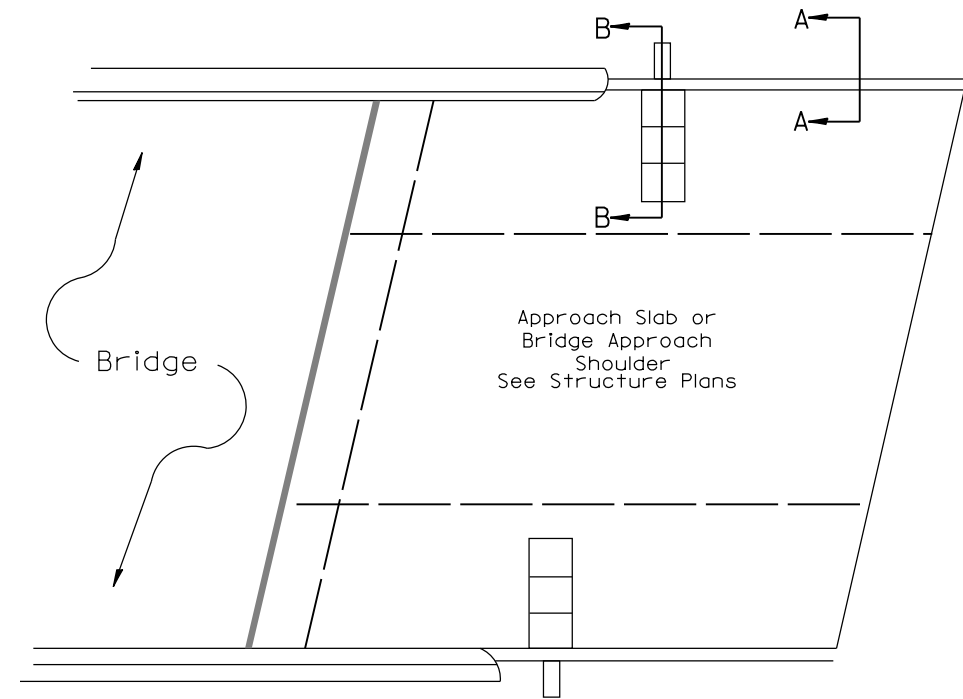 B
A
A
B
Approach Slab or
Bridge Approach
Shoulder
See Structure Plans
Bridge